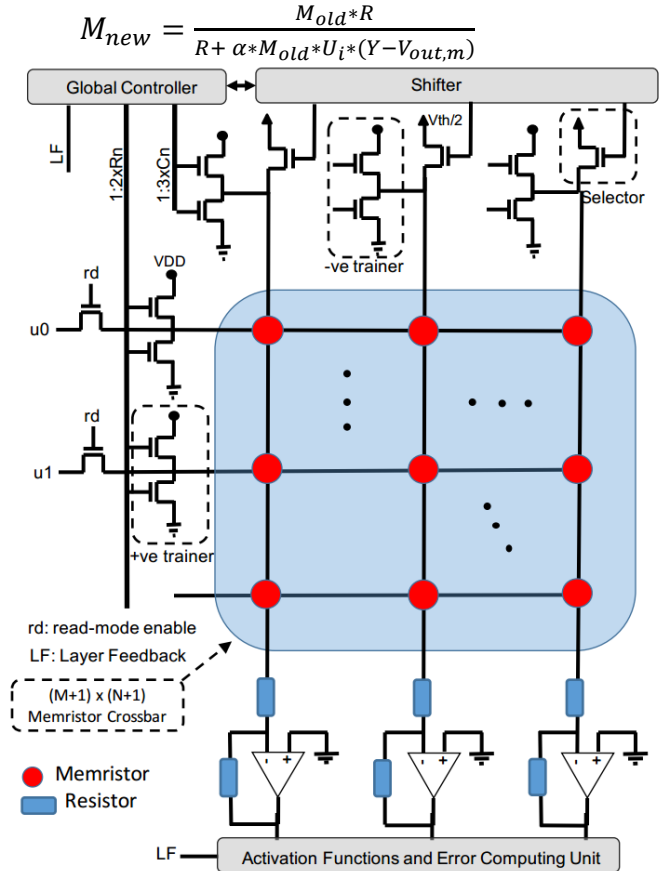 M_new = M_old*R / R+ α*M_old*U_i*(Y−V_out,m)
Global Controller
Shifter
LF
1:2xRn
1:3xCn
Vth/2
Selector
-ve trainer
VDD
rd
u0
rd
u1
+ve trainer
rd: read-mode enable
LF: Layer Feedback
(M+1) x (N+1)
Memristor Crossbar
- +
- +
- +
Memristor
Resistor
LF
Activation Functions and Error Computing Unit